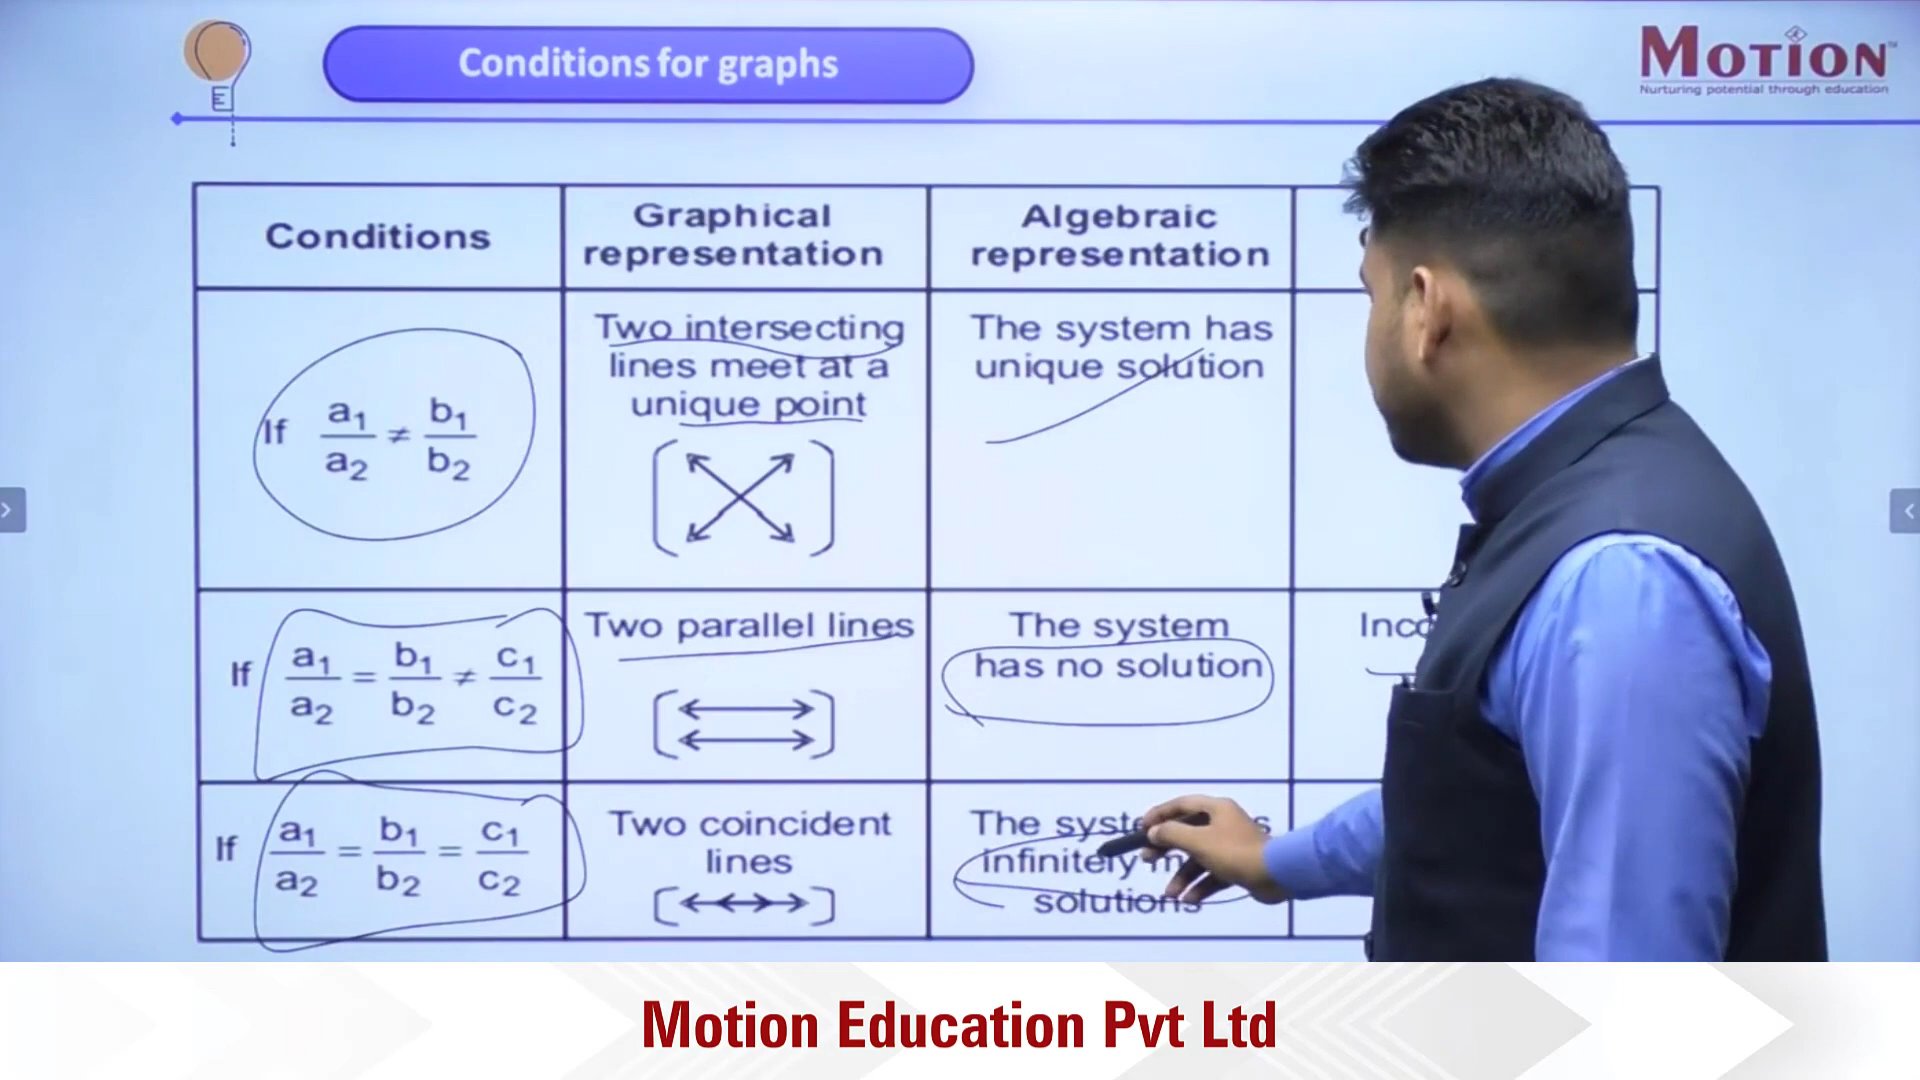 Conditions for graphs
MOTION
Nurturing potential through education
Conditions
Graphical
representation
Algebraic
representation
If a1/a2 ≠ b1/b2
Two intersecting
lines meet at a
unique point
The system has
unique solution
If a1/a2 = b1/b2 ≠ c1/c2
Two parallel lines
The system
has no solution
If a1/a2 = b1/b2 = c1/c2
Two coincident
lines
The
infinitely
solutions
Motion Education Pvt Ltd